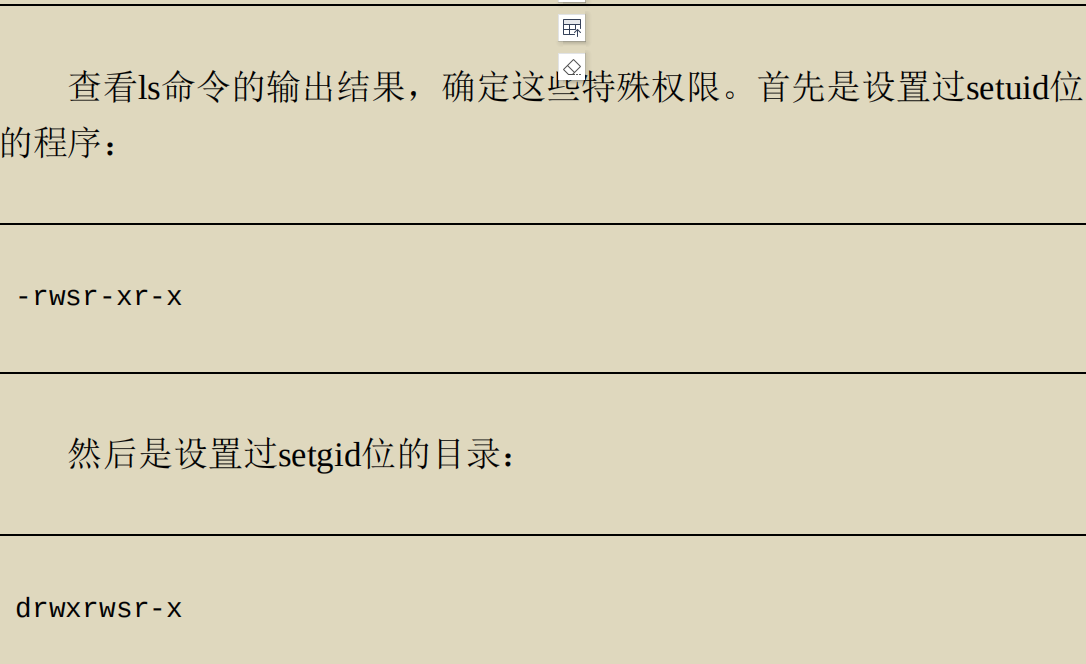 查看ls命令的输出结果，确定这些特殊权限。首先是设置过setuid位
的程序：
-rwsr-xr-x
然后是设置过setgid位的目录：
drwxrwsr-x